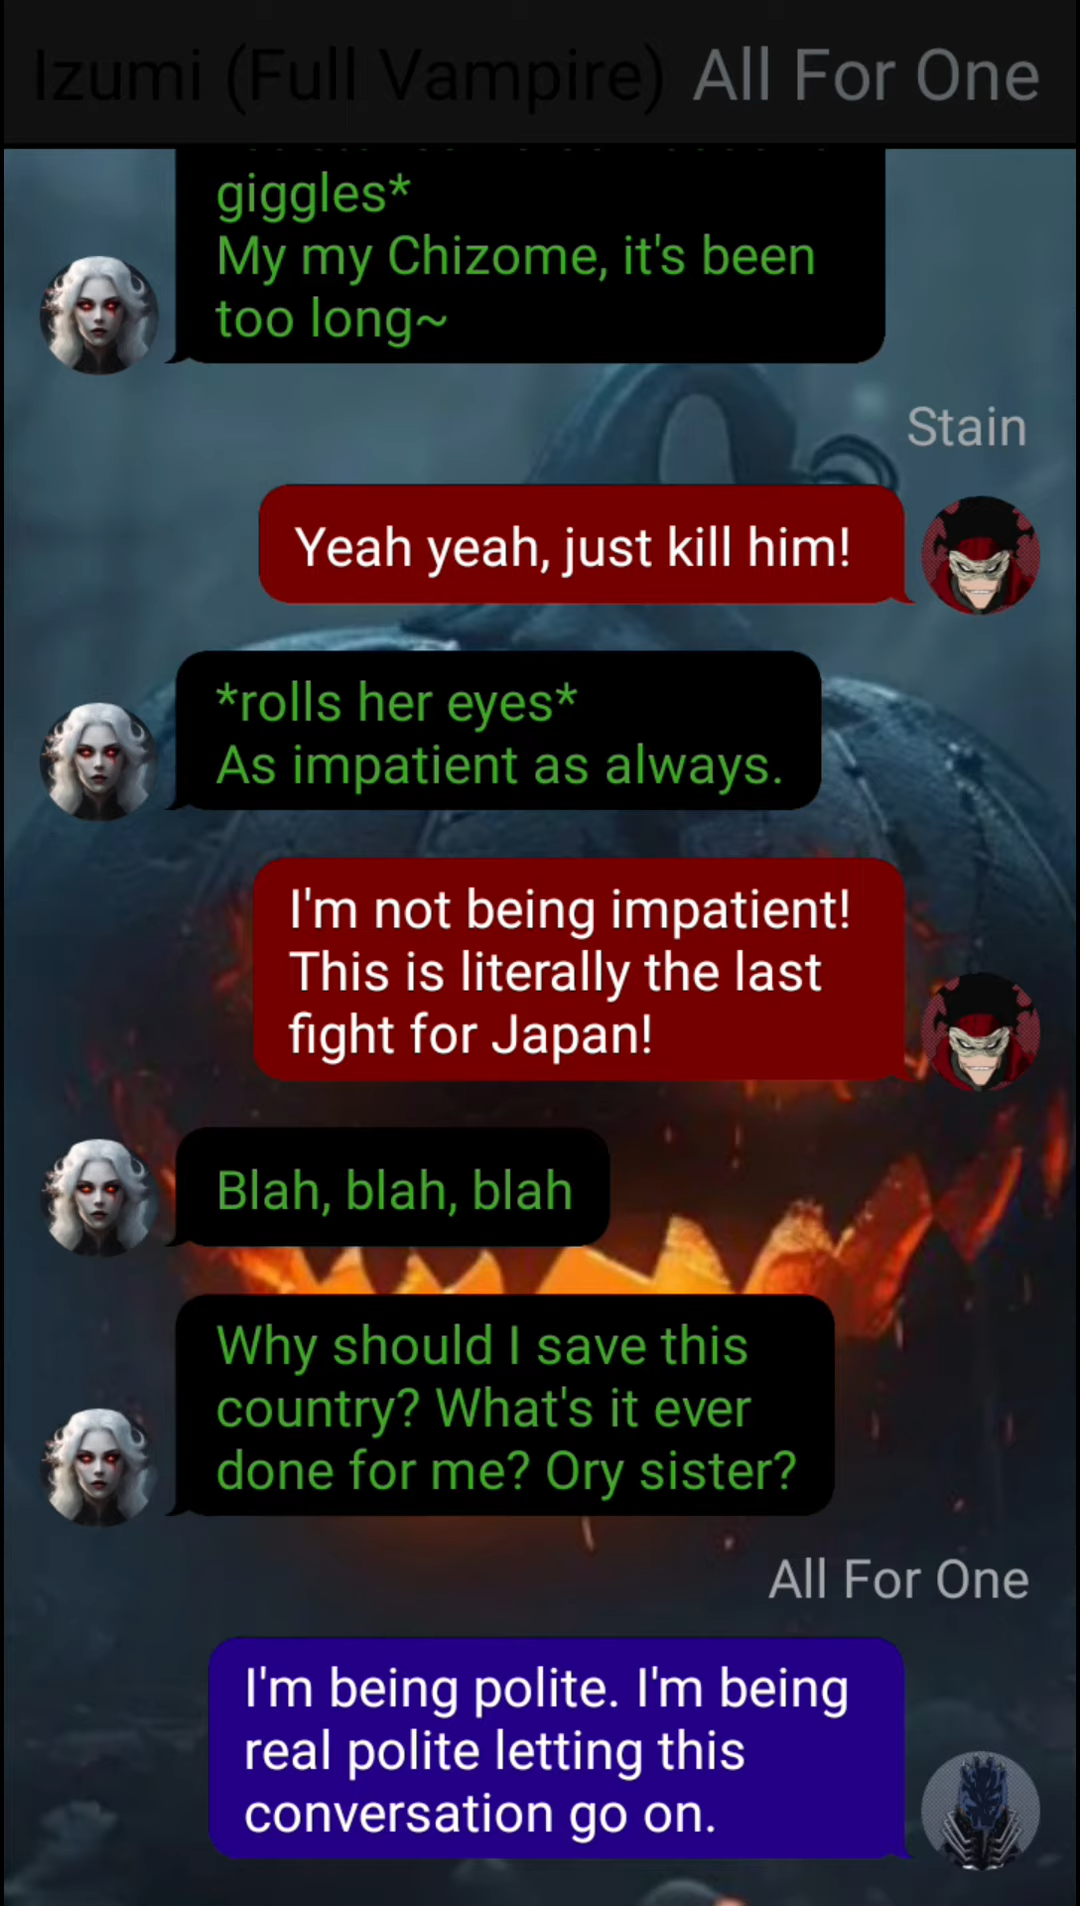 Izumi (Full Vampire) All For One
giggles*
My my Chizome, it's been
too long~
Stain
Yeah yeah, just kill him!
*rolls her eyes*
As impatient as always.
I'm not being impatient!
This is literally the last
fight for Japan!
Blah, blah, blah
Why should I save this
country? What's it ever
done for me? Ory sister?
All For One
I'm being polite. I'm being
real polite letting this
conversation go on.